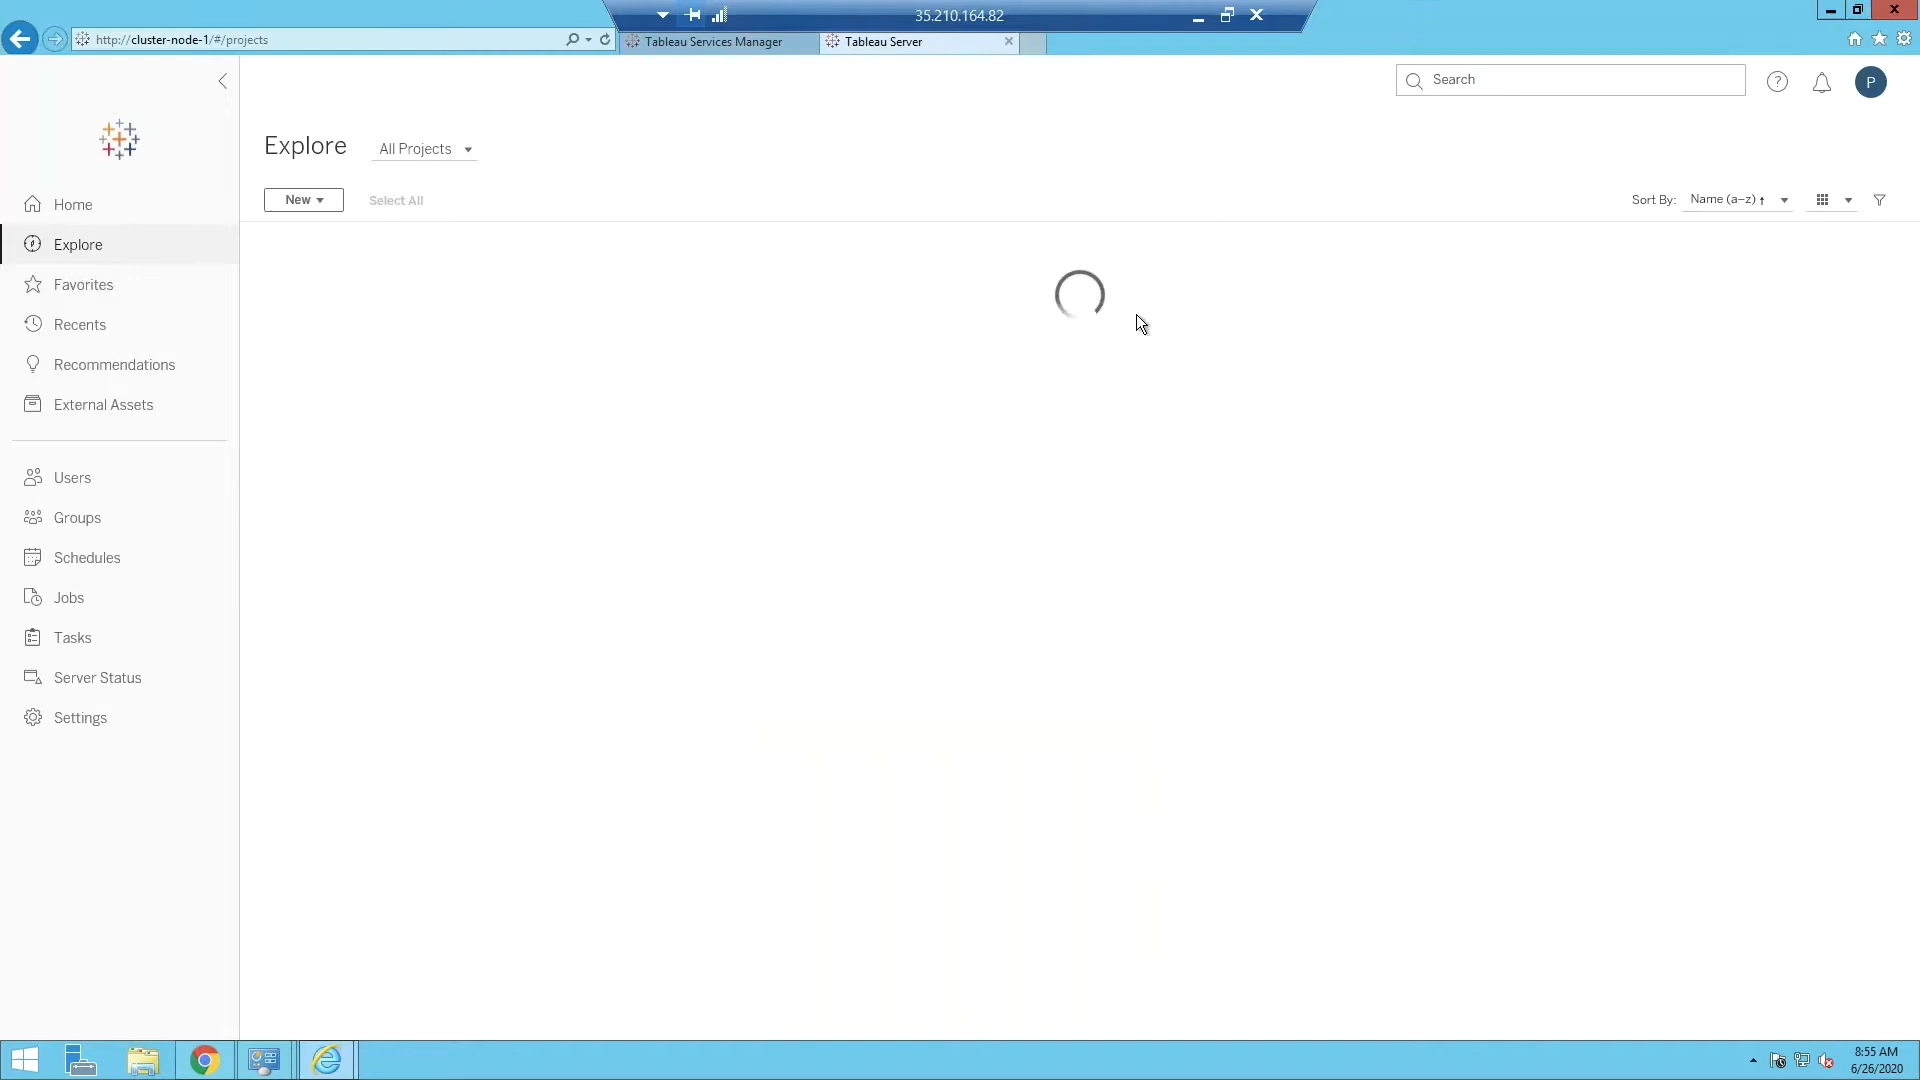 35.210.164.82
http://cluster-node-1/#/projects
Tableau Services Manager
Tableau Server
Search
?
P
Explore
All Projects
New
Select All
Sort By:
Name (a–z) ↑
Home
Explore
Favorites
Recents
Recommendations
External Assets
Users
Groups
Schedules
Jobs
Tasks
Server Status
Settings
8:55 AM
6/26/2020